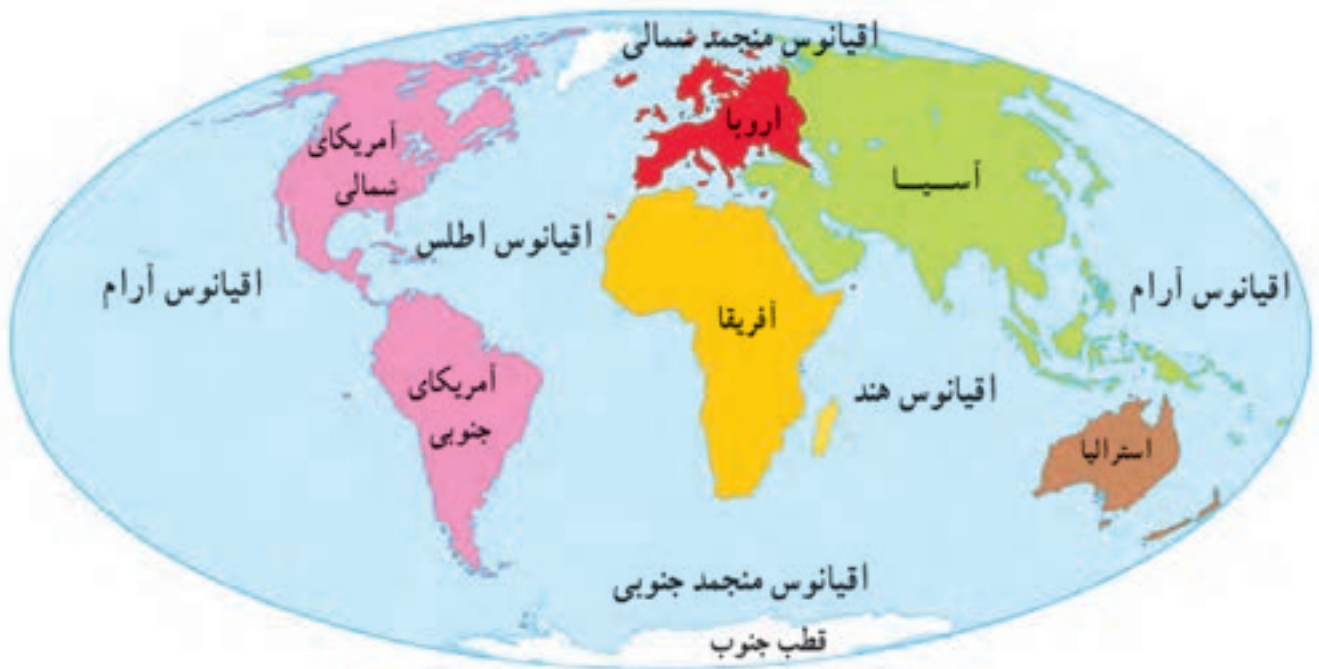 اقیانوس منجمد شمالی
اروپا
آمریکای
شمالی
آسیا
اقیانوس اطلس
اقیانوس آرام
اقیانوس آرام
آفریقا
آمریکای
جنوبی
اقیانوس هند
استرالیا
اقیانوس منجمد جنوبی
قطب جنوب